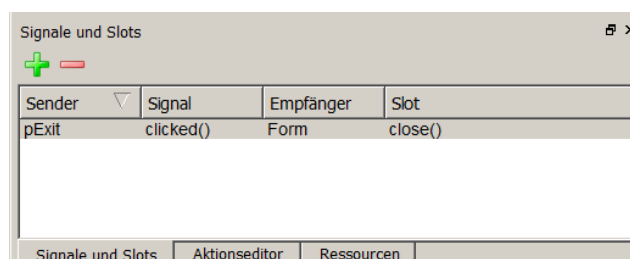 Signale und Slots
Sender Signal Empfänger Slot
pExit clicked() Form close()
Signale und Slots Aktionseditor Ressourcen